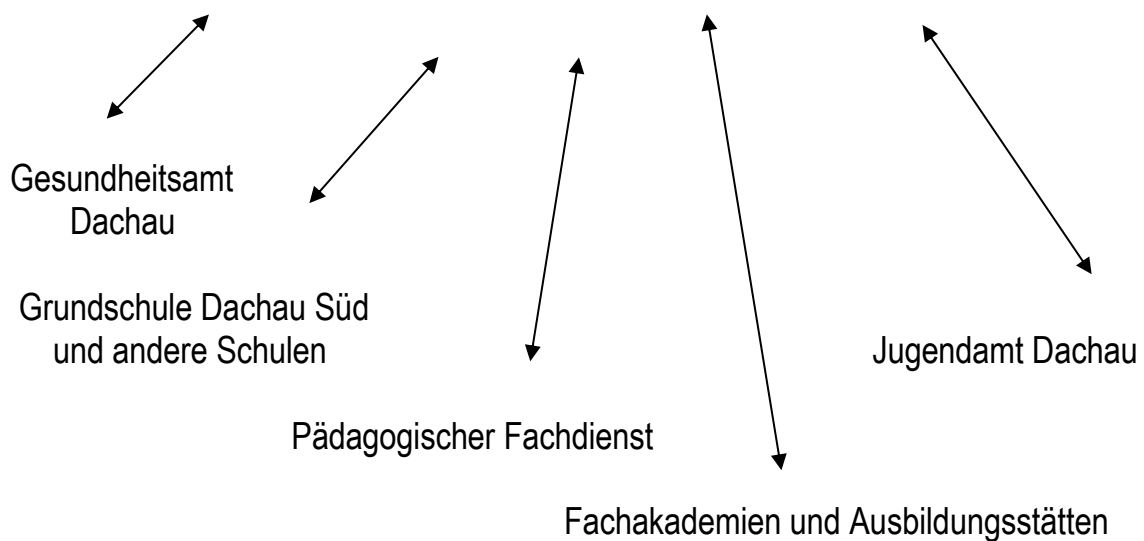 Gesundheitsamt
Dachau
Grundschule Dachau Süd
und andere Schulen
Jugendamt Dachau
Pädagogischer Fachdienst
Fachakademien und Ausbildungsstätten